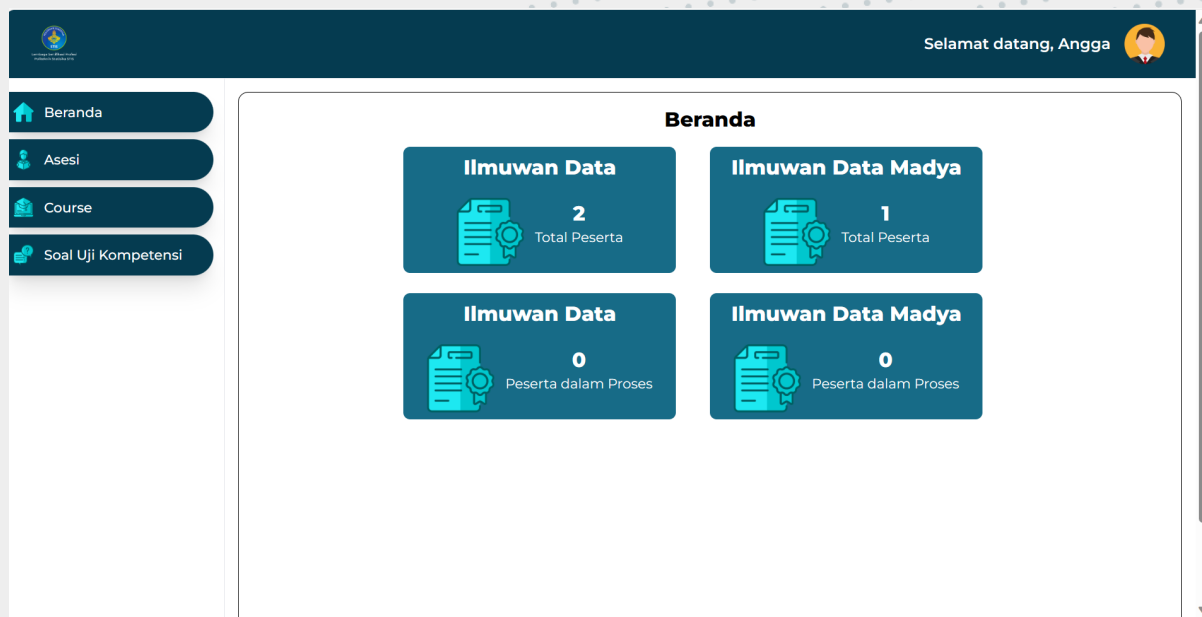 Selamat datang, Angga
Beranda
Asesi
Course
Soal Uji Kompetensi
Beranda
Ilmuwan Data
2
Total Peserta
Ilmuwan Data Madya
1
Total Peserta
Ilmuwan Data
0
Peserta dalam Proses
Ilmuwan Data Madya
0
Peserta dalam Proses